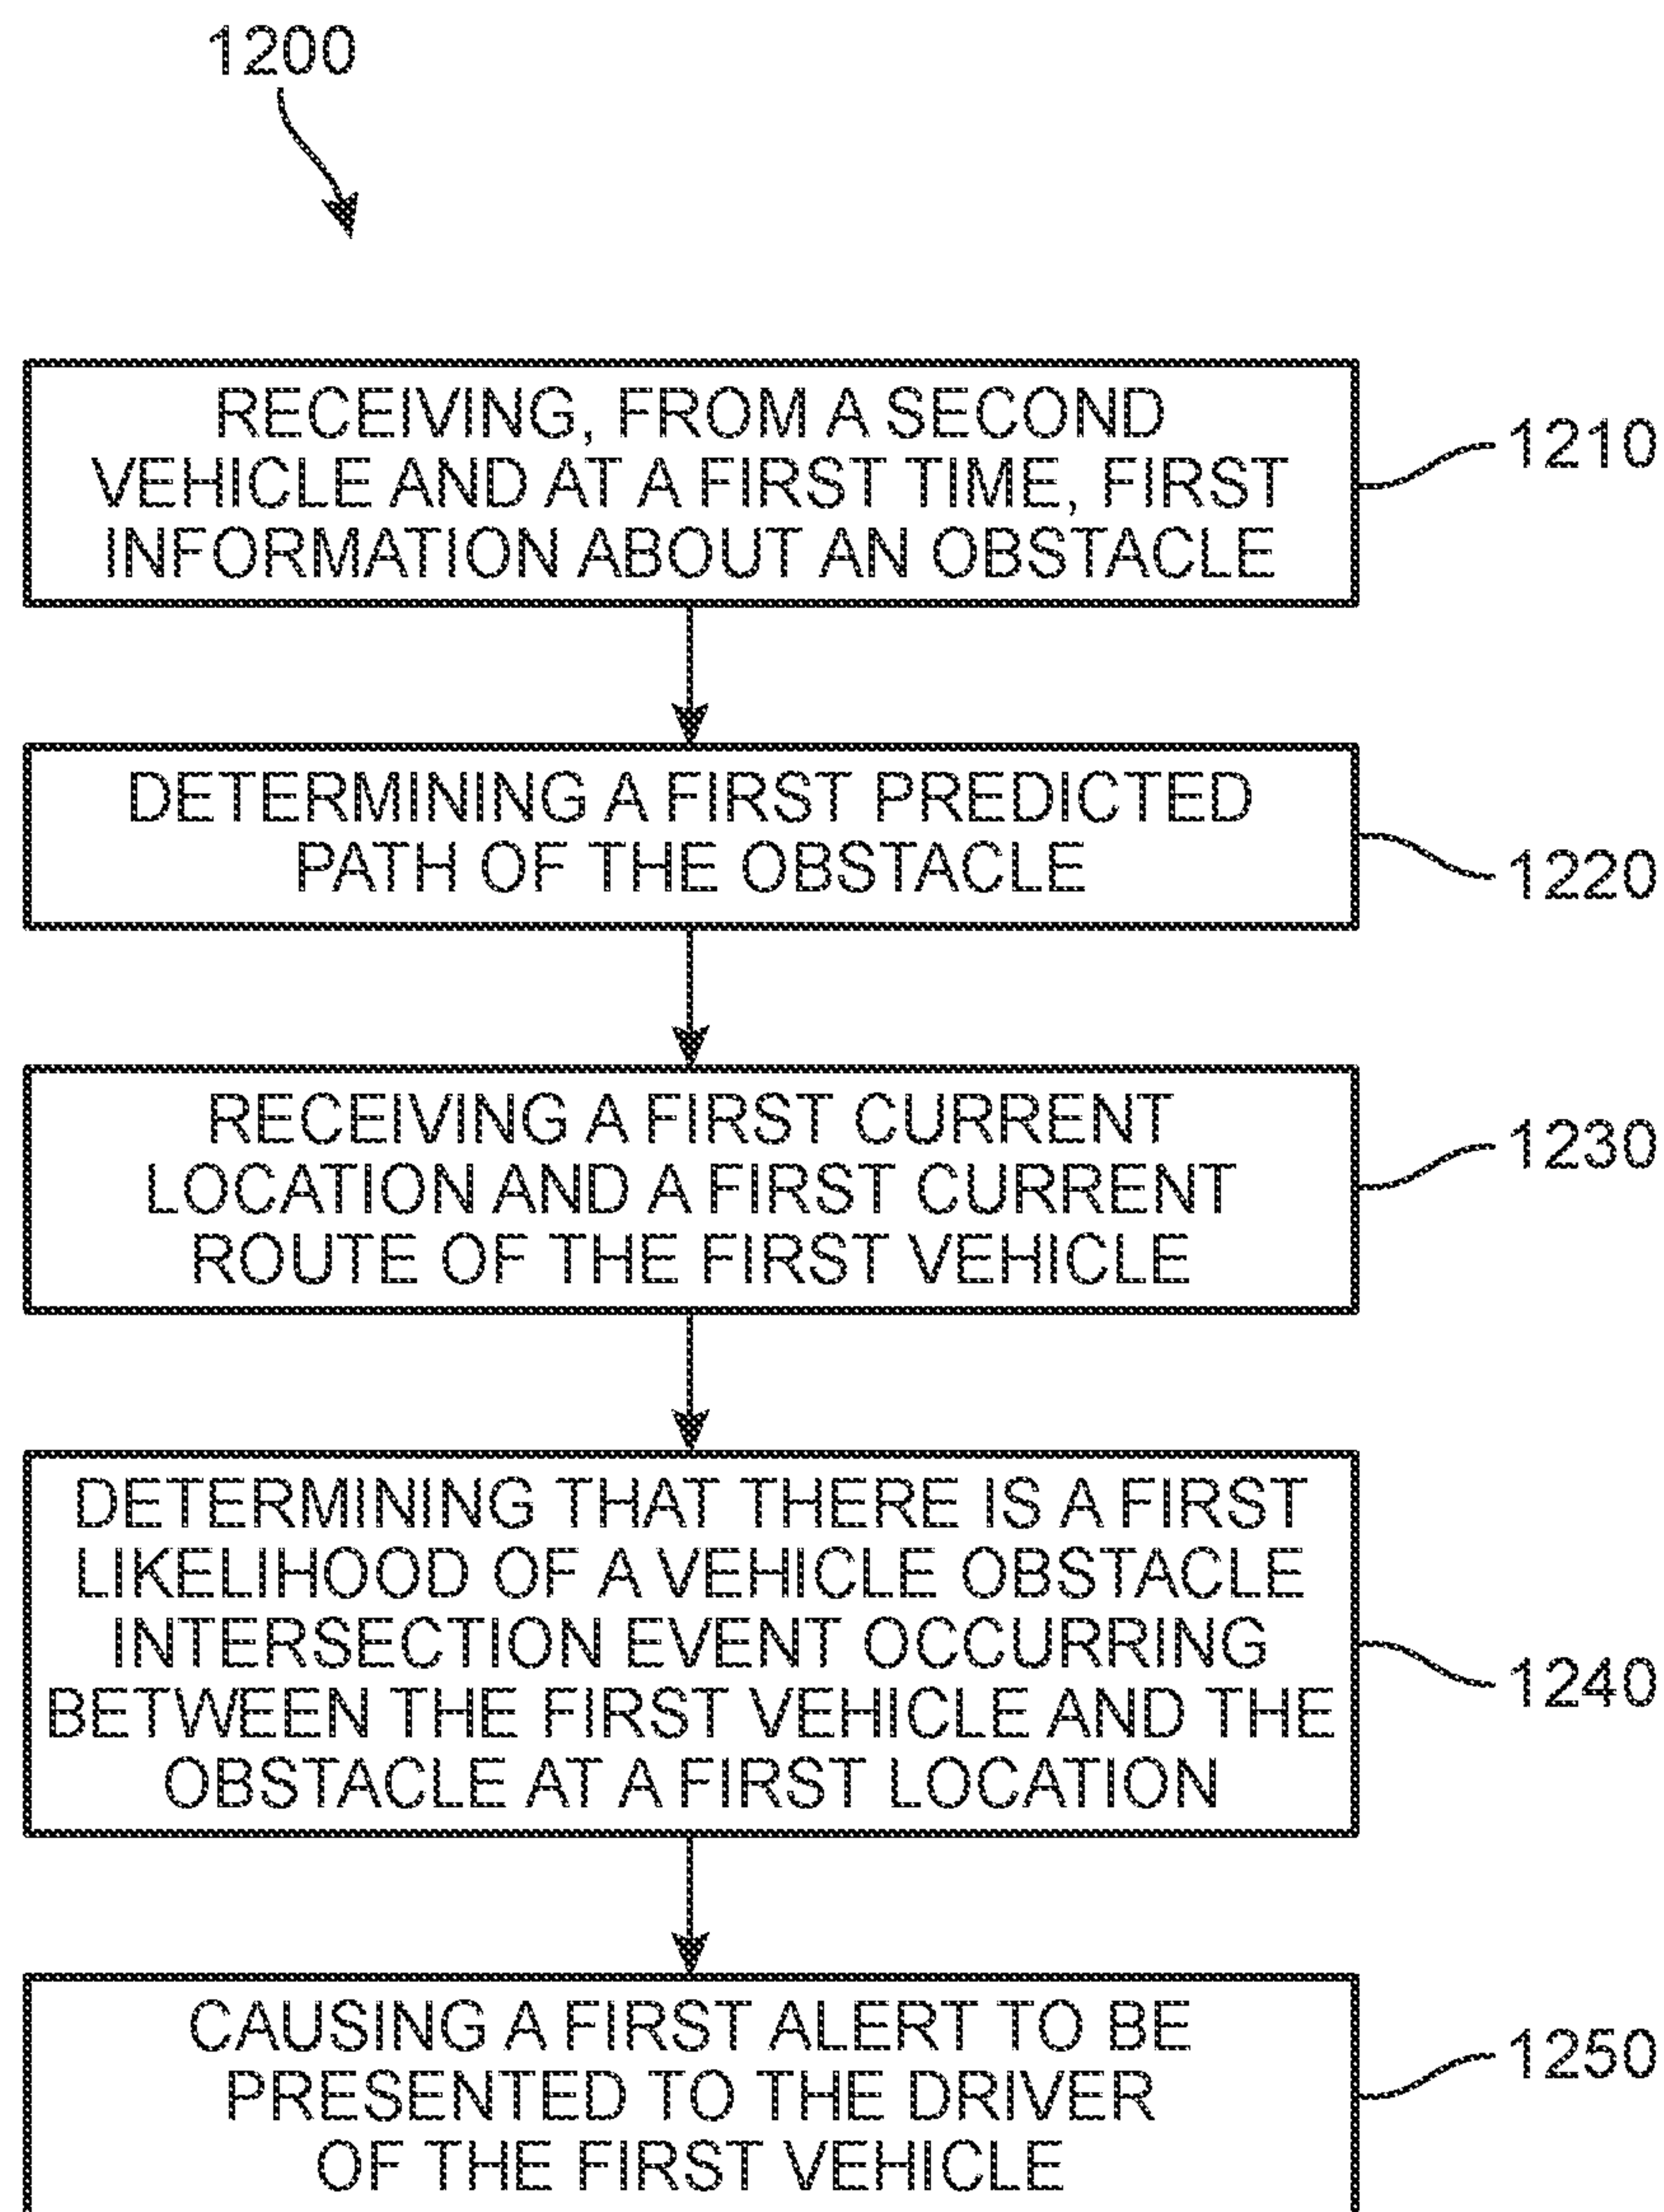 1200
RECEIVING, FROM A SECOND
VEHICLE AND AT A FIRST TIME, FIRST
INFORMATION ABOUT AN OBSTACLE
1210
DETERMINING A FIRST PREDICTED
PATH OF THE OBSTACLE
1220
RECEIVING A FIRST CURRENT
LOCATION AND A FIRST CURRENT
ROUTE OF THE FIRST VEHICLE
1230
DETERMINING THAT THERE IS A FIRST
LIKELIHOOD OF A VEHICLE OBSTACLE
INTERSECTION EVENT OCCURRING
BETWEEN THE FIRST VEHICLE AND THE
OBSTACLE AT A FIRST LOCATION
1240
CAUSING A FIRST ALERT TO BE
PRESENTED TO THE DRIVER
OF THE FIRST VEHICLE
1250